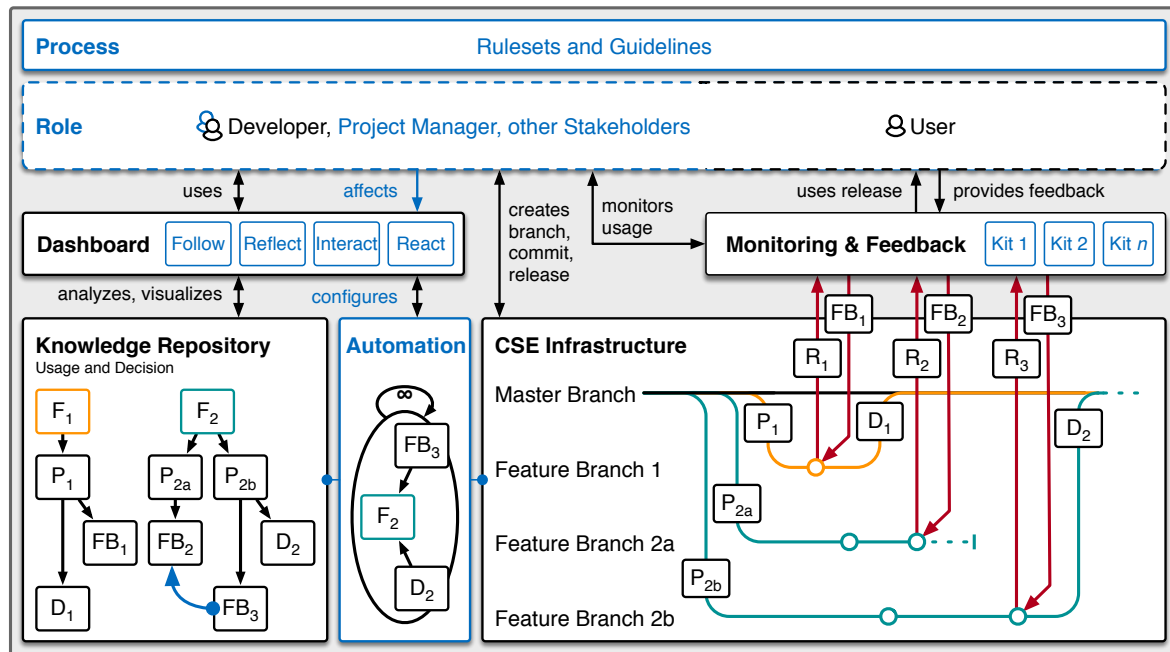 Process
Rulesets and Guidelines
Role
Developer, Project Manager, other Stakeholders
User
uses
affects
creates
branch,
commit,
release
monitors
usage
uses release
provides feedback
Dashboard
Follow
Reflect
Interact
React
Monitoring & Feedback
Kit 1
Kit 2
Kit n
analyzes, visualizes
configures
Knowledge Repository
Usage and Decision
F1
F2
P1
P2a
P2b
FB1
FB2
D2
D1
FB3
Automation
∞
FB3
F2
D2
CSE Infrastructure
FB1
FB2
FB3
R1
R2
R3
Master Branch
P1
D1
D2
Feature Branch 1
P2a
Feature Branch 2a
P2b
Feature Branch 2b